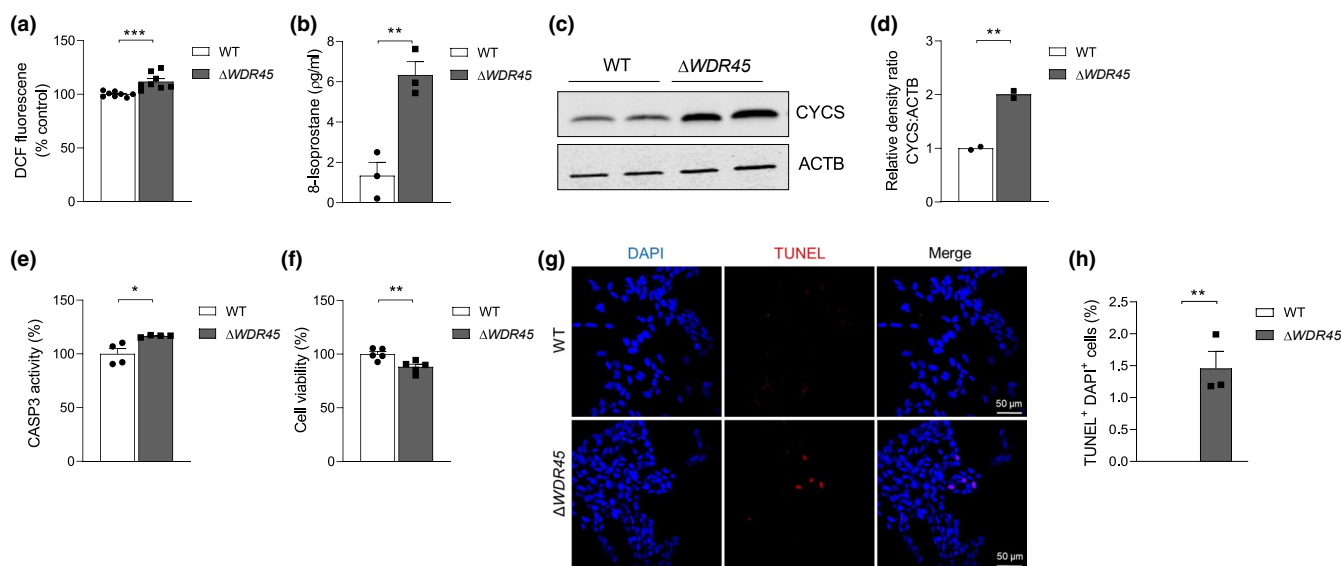 (a)
DCF fluorescene
(% control)
150
100
50
0
***
WT
ΔWDR45
(b)
8-Isoprostane (ρg/ml)
8
6
4
2
0
**
WT
ΔWDR45
(c)
WT
ΔWDR45
CYCS
ACTB
(d)
Relative density ratio
CYCS:ACTB
3
2
1
0
**
WT
ΔWDR45
(e)
CASP3 activity (%)
150
100
50
0
*
WT
ΔWDR45
(f)
Cell viability (%)
150
100
50
0
**
WT
ΔWDR45
(g)
DAPI
TUNEL
Merge
WT
50 µm
ΔWDR45
50 µm
(h)
TUNEL⁺ DAPI⁺ cells (%)
2.5
2.0
1.5
1.0
0.5
0.0
**
WT
ΔWDR45